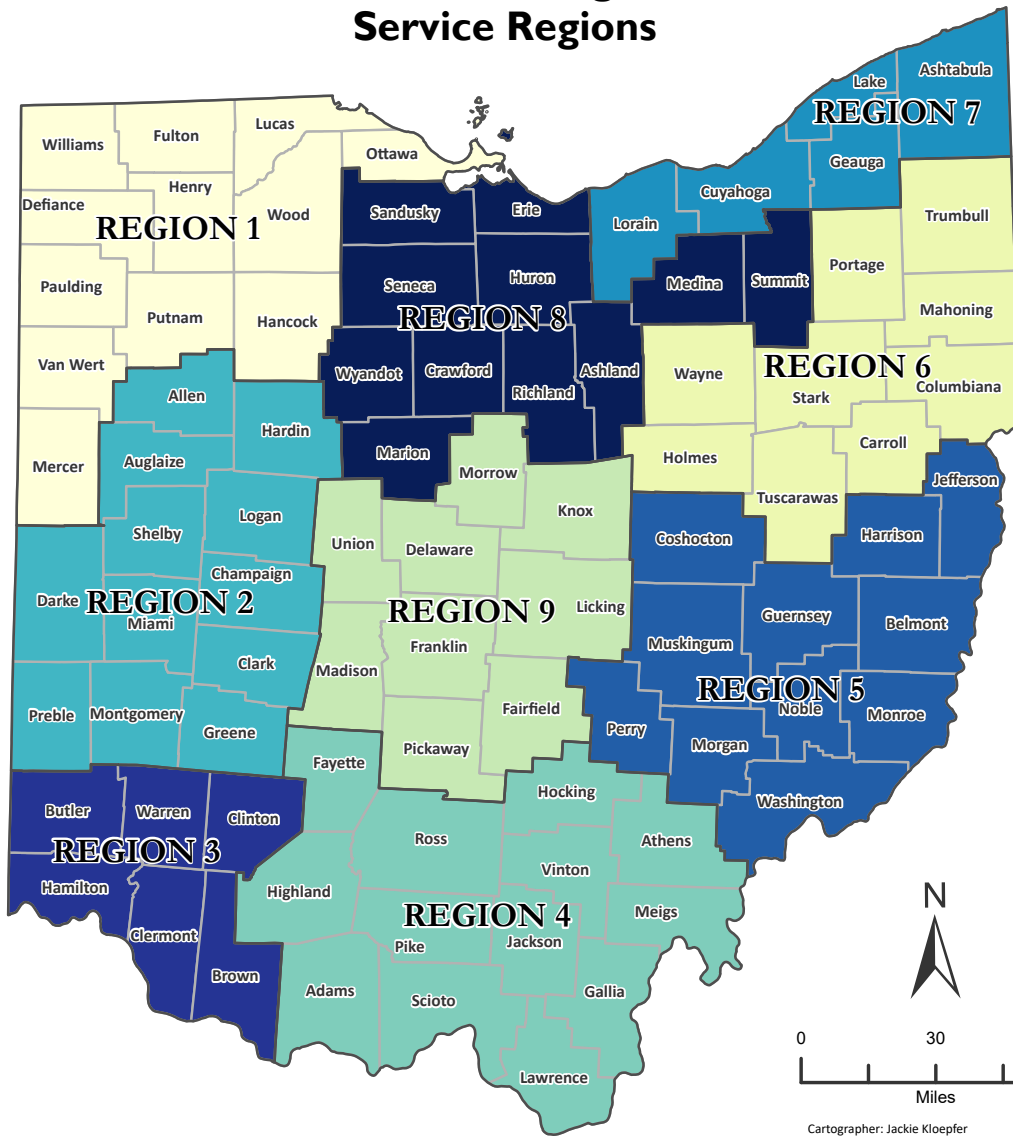 Service Regions
Lake
Ashtabula
REGION 7
Geauga
Cuyahoga
Lorain
Williams
Fulton
Lucas
Ottawa
Defiance
Henry
Wood
REGION 1
Paulding
Putnam
Hancock
Van Wert
Mercer
Sandusky
Erie
Seneca
Huron
Medina
Summit
REGION 8
Wyandot
Crawford
Richland
Ashland
Marion
Trumbull
Portage
Mahoning
Wayne
REGION 6
Stark
Columbiana
Holmes
Carroll
Tuscarawas
Allen
Hardin
Auglaize
Shelby
Logan
Champaign
Darke
REGION 2
Miami
Clark
Preble
Montgomery
Greene
Morrow
Knox
Union
Delaware
REGION 9
Licking
Franklin
Madison
Fairfield
Pickaway
Jefferson
Coshocton
Harrison
Guernsey
Belmont
Muskingum
REGION 5
Noble
Monroe
Perry
Morgan
Washington
Butler
Warren
Clinton
REGION 3
Hamilton
Clermont
Brown
Fayette
Hocking
Ross
Athens
Vinton
Highland
Meigs
REGION 4
Pike
Jackson
Adams
Scioto
Gallia
Lawrence
N
0 30
Miles
Cartographer: Jackie Kloepfer